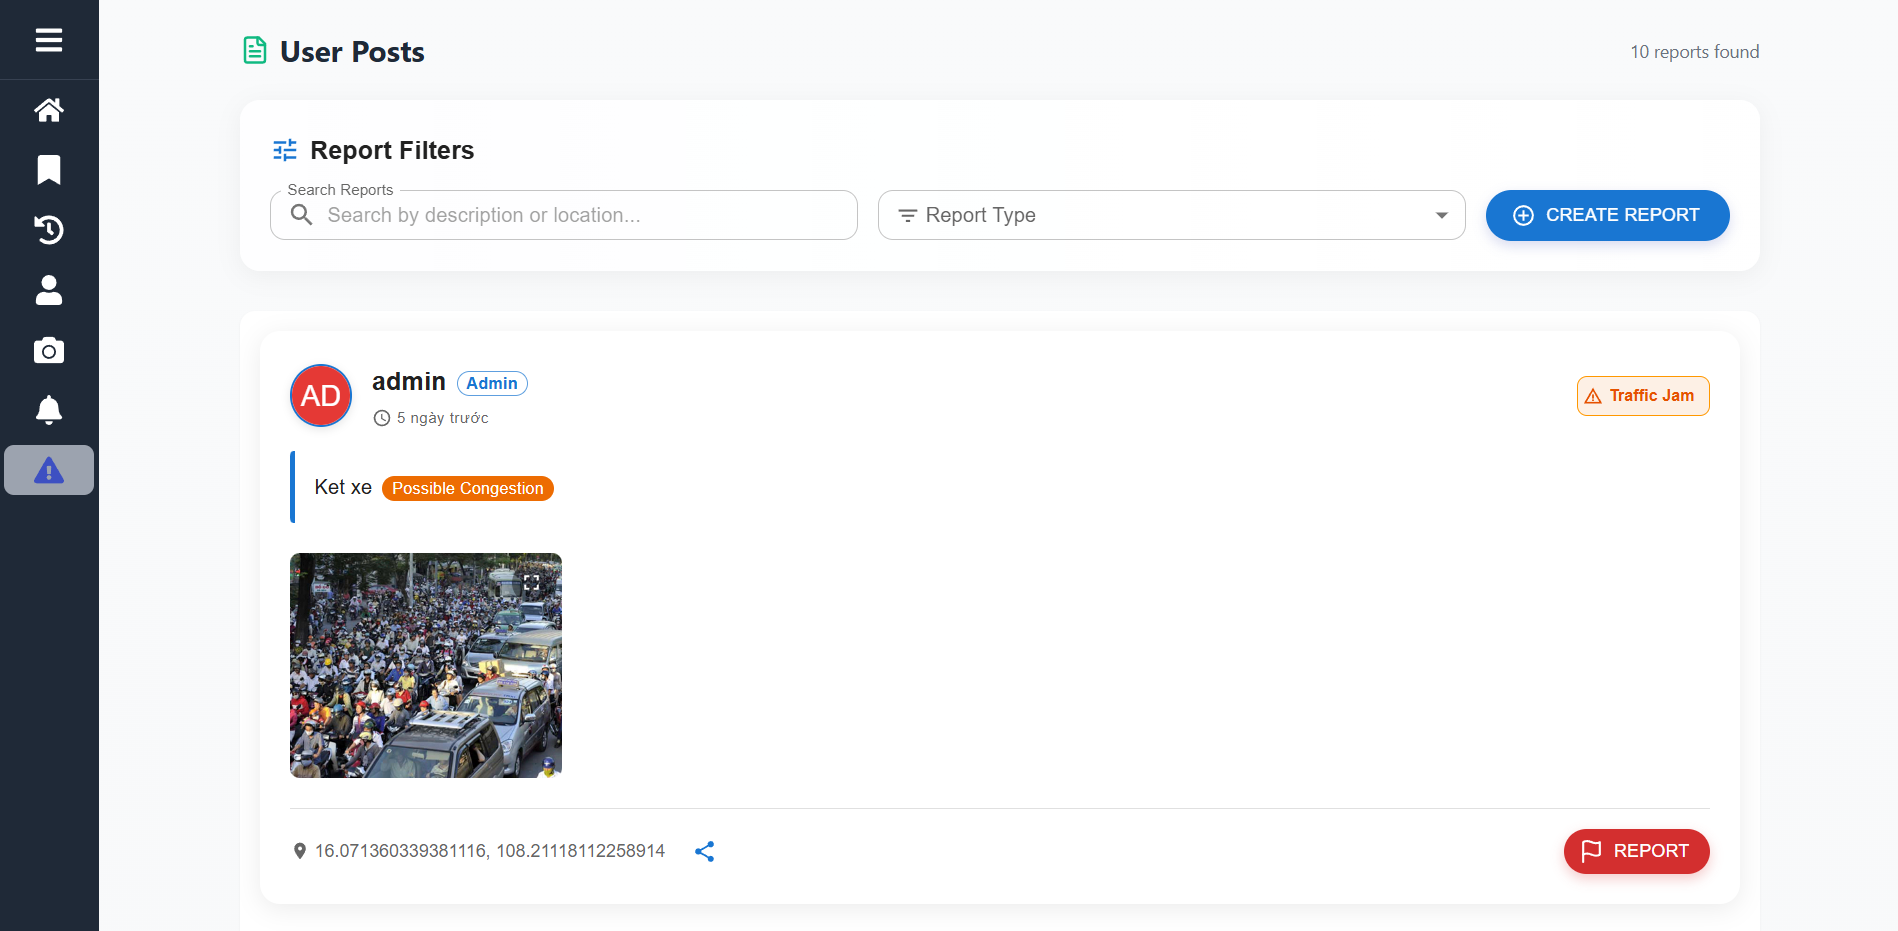 User Posts
10 reports found
Report Filters
Search Reports
Search by description or location...
Report Type
CREATE REPORT
AD
admin
Admin
5 ngày trước
Traffic Jam
Ket xe
Possible Congestion
16.071360339381116, 108.21118112258914
REPORT